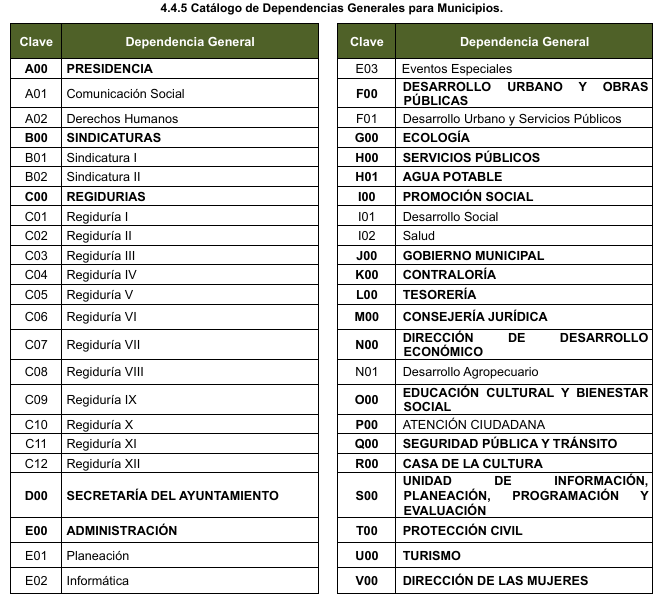 4.4.5 Catálogo de Dependencias Generales para Municipios.
Clave Dependencia General
A00 PRESIDENCIA
A01 Comunicación Social
A02 Derechos Humanos
B00 SINDICATURAS
B01 Sindicatura I
B02 Sindicatura II
C00 REGIDURIAS
C01 Regiduría I
C02 Regiduría II
C03 Regiduría III
C04 Regiduría IV
C05 Regiduría V
C06 Regiduría VI
C07 Regiduría VII
C08 Regiduría VIII
C09 Regiduría IX
C10 Regiduría X
C11 Regiduría XI
C12 Regiduría XII
D00 SECRETARÍA DEL AYUNTAMIENTO
E00 ADMINISTRACIÓN
E01 Planeación
E02 Informática
Clave Dependencia General
E03 Eventos Especiales
F00 DESARROLLO URBANO Y OBRAS
PÚBLICAS
F01 Desarrollo Urbano y Servicios Públicos
G00 ECOLOGÍA
H00 SERVICIOS PÚBLICOS
H01 AGUA POTABLE
I00 PROMOCIÓN SOCIAL
I01 Desarrollo Social
I02 Salud
J00 GOBIERNO MUNICIPAL
K00 CONTRALORÍA
L00 TESORERÍA
M00 CONSEJERÍA JURÍDICA
N00 DIRECCIÓN DE DESARROLLO
ECONÓMICO
N01 Desarrollo Agropecuario
O00 EDUCACIÓN CULTURAL Y BIENESTAR
SOCIAL
P00 ATENCIÓN CIUDADANA
Q00 SEGURIDAD PÚBLICA Y TRÁNSITO
R00 CASA DE LA CULTURA
S00 UNIDAD DE INFORMACIÓN,
PLANEACIÓN, PROGRAMACIÓN Y
EVALUACIÓN
T00 PROTECCIÓN CIVIL
U00 TURISMO
V00 DIRECCIÓN DE LAS MUJERES